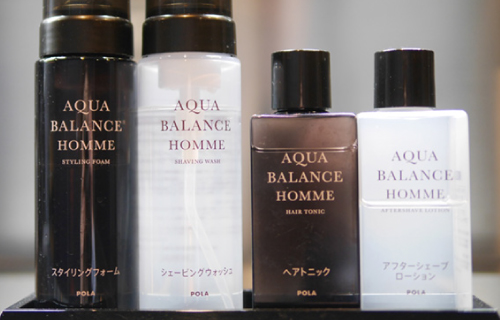 AQUA
BALANCE®
HOMME
STYLING FOAM
スタイリングフォーム
POLA
AQUA
BALANCE
HOMME
SHAVING WASH
シェービングウォッシュ
POLA
AQUA
BALANCE
HOMME
HAIR TONIC
ヘアトニック
POLA
AQUA
BALANCE
HOMME
AFTERSHAVE LOTION
アフターシェーブ
ローション
POLA